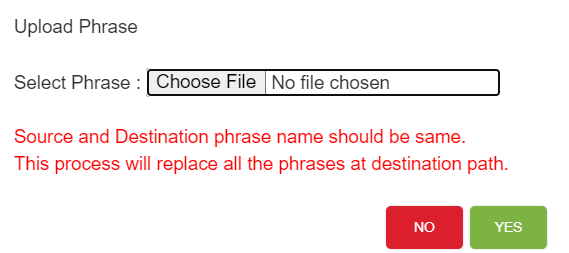 Upload Phrase
Select Phrase : Choose File No file chosen
Source and Destination phrase name should be same.
This process will replace all the phrases at destination path.
NO YES